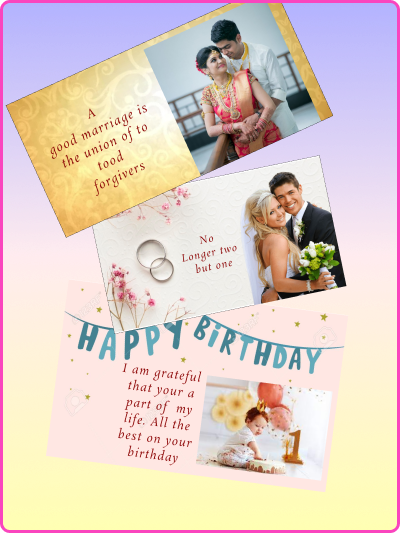 A
good marriage is
the union of to
tood
forgivers
No
Longer two
but one
HAPPY BiRTHDAY
I am grateful
that your a
part of my
life. All the
best on your
birthday
1